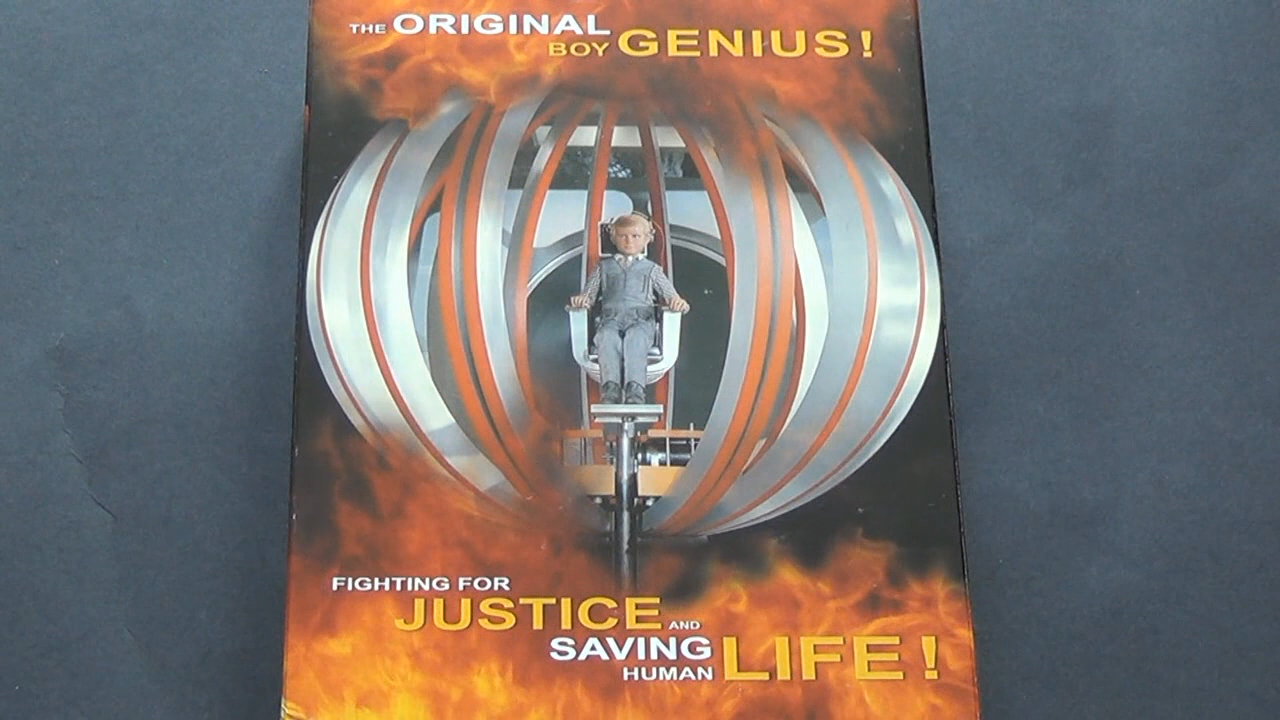 THE ORIGINAL
BOY GENIUS!
FIGHTING FOR
JUSTICE AND
SAVING
HUMAN LIFE!